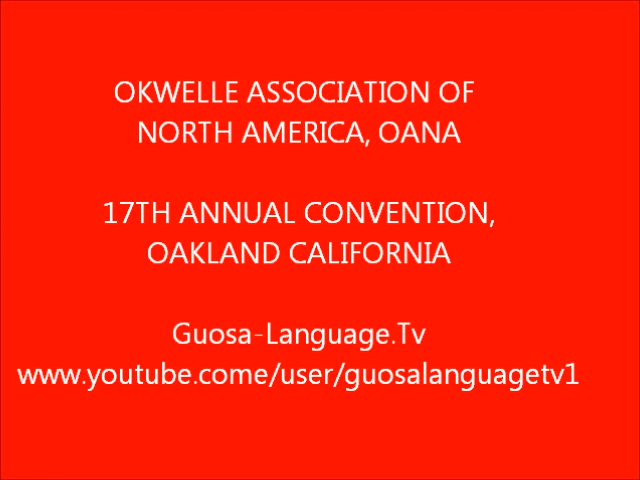 OKWELLE ASSOCIATION OF
NORTH AMERICA, OANA
17TH ANNUAL CONVENTION,
OAKLAND CALIFORNIA
Guosa-Language.Tv
www.youtube.come/user/guosalanguagetv1